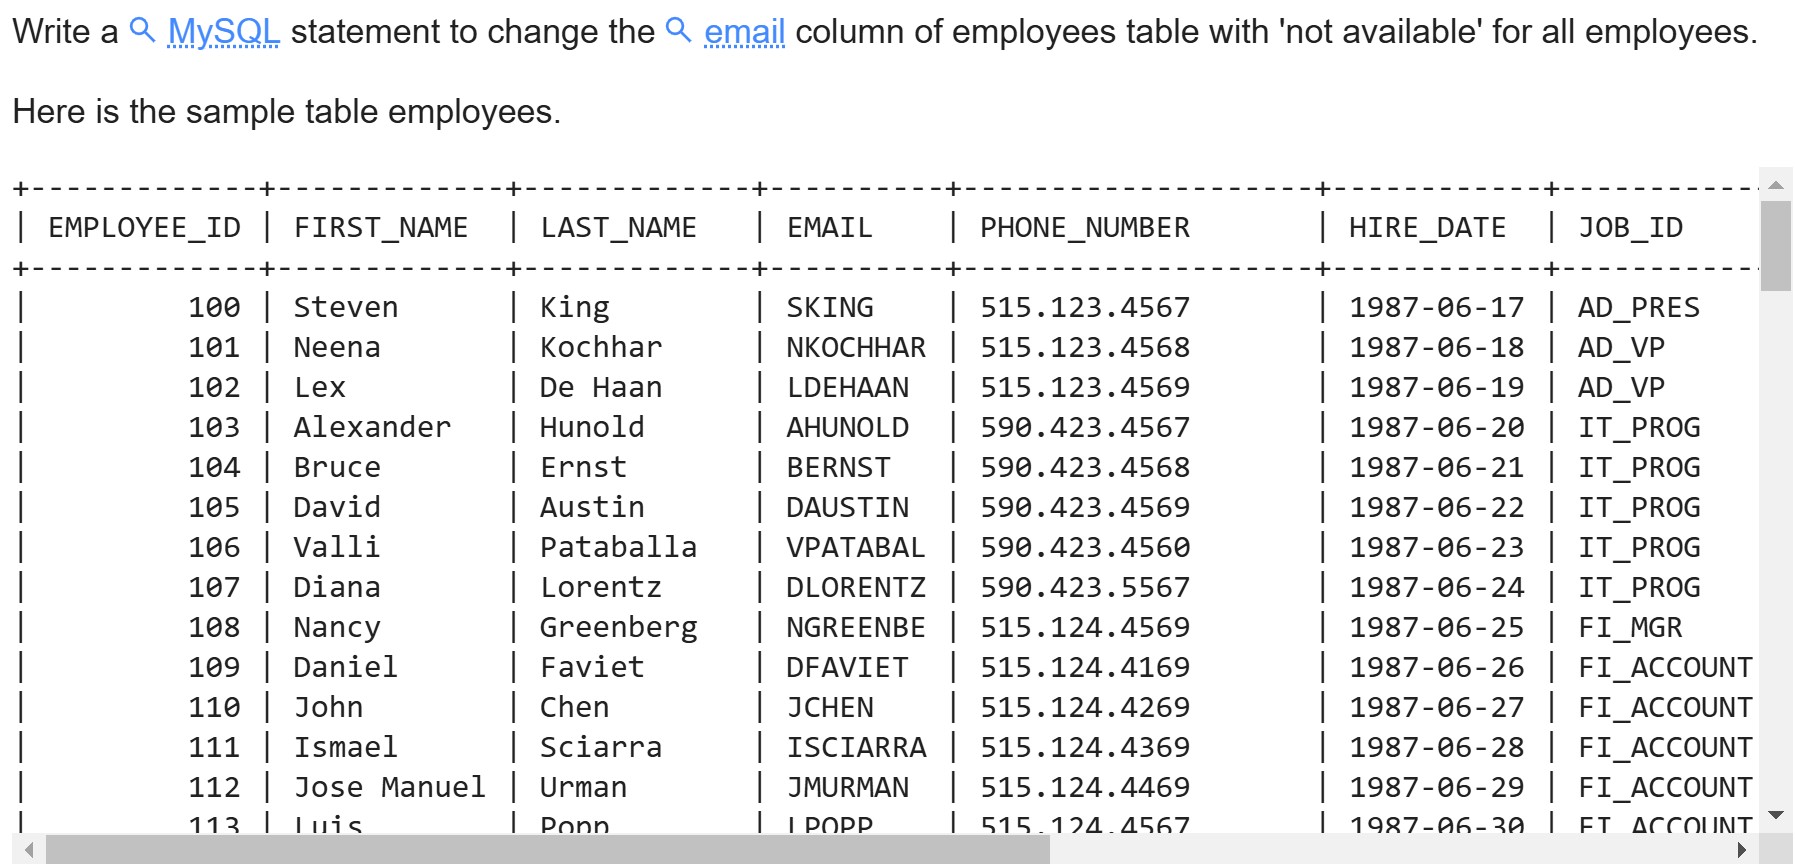 Write a MySQL statement to change the email column of employees table with 'not available' for all employees.
Here is the sample table employees.
+-------------+-------------+-------------+----------+--------------------+------------+-----------
| EMPLOYEE_ID | FIRST_NAME  | LAST_NAME   | EMAIL    | PHONE_NUMBER       | HIRE_DATE  | JOB_ID
+-------------+-------------+-------------+----------+--------------------+------------+-----------
|         100 | Steven      | King        | SKING    | 515.123.4567       | 1987-06-17 | AD_PRES
|         101 | Neena       | Kochhar     | NKOCHHAR | 515.123.4568       | 1987-06-18 | AD_VP
|         102 | Lex         | De Haan     | LDEHAAN  | 515.123.4569       | 1987-06-19 | AD_VP
|         103 | Alexander   | Hunold      | AHUNOLD  | 590.423.4567       | 1987-06-20 | IT_PROG
|         104 | Bruce       | Ernst       | BERNST   | 590.423.4568       | 1987-06-21 | IT_PROG
|         105 | David       | Austin      | DAUSTIN  | 590.423.4569       | 1987-06-22 | IT_PROG
|         106 | Valli       | Pataballa   | VPATABAL | 590.423.4560       | 1987-06-23 | IT_PROG
|         107 | Diana       | Lorentz     | DLORENTZ | 590.423.5567       | 1987-06-24 | IT_PROG
|         108 | Nancy       | Greenberg   | NGREENBE | 515.124.4569       | 1987-06-25 | FI_MGR
|         109 | Daniel      | Faviet      | DFAVIET  | 515.124.4169       | 1987-06-26 | FI_ACCOUNT
|         110 | John        | Chen        | JCHEN    | 515.124.4269       | 1987-06-27 | FI_ACCOUNT
|         111 | Ismael      | Sciarra     | ISCIARRA | 515.124.4369       | 1987-06-28 | FI_ACCOUNT
|         112 | Jose Manuel | Urman       | JMURMAN  | 515.124.4469       | 1987-06-29 | FI_ACCOUNT
|         113 | Luis        | Popp        | LPOPP    | 515.124.4567       | 1987-06-30 | FI_ACCOUNT